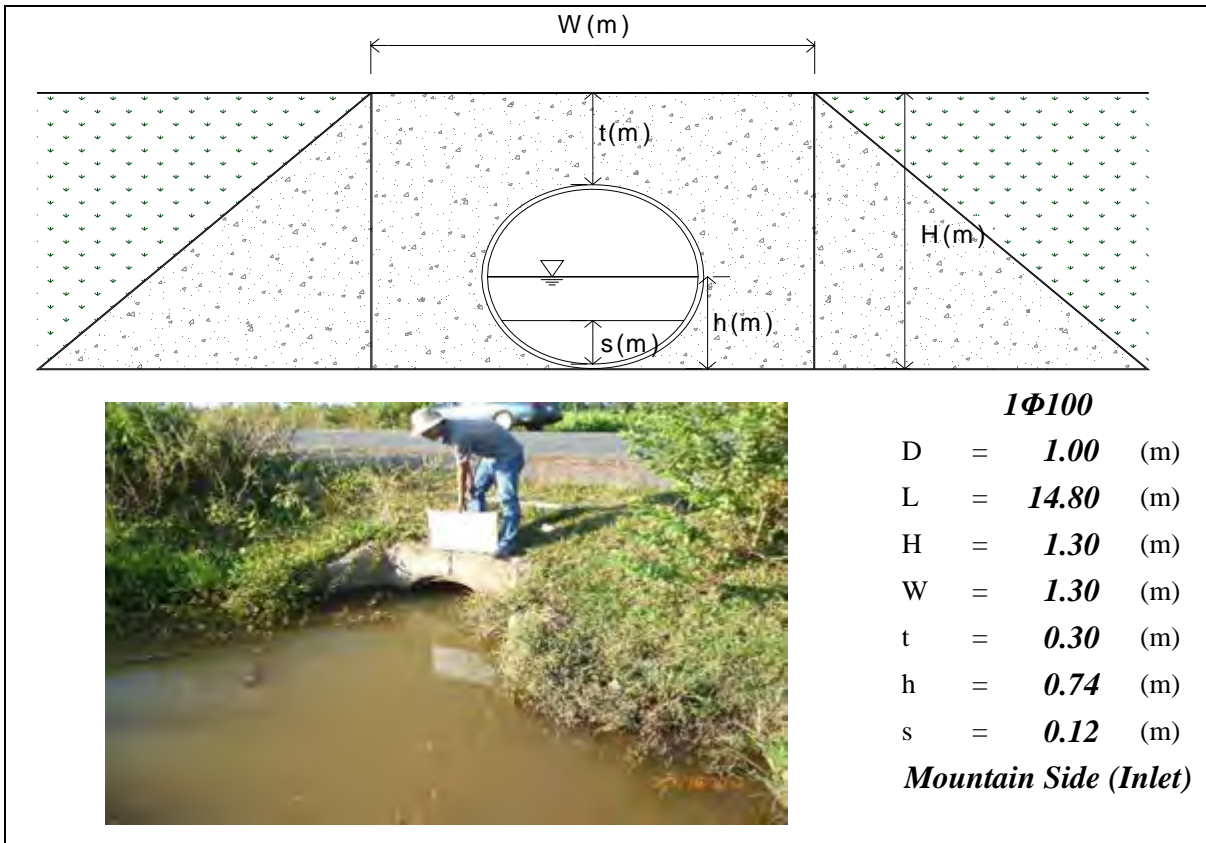 W(m)
t(m)
H(m)
h(m)
s(m)
1Φ100
D = 1.00 (m)
L = 14.80 (m)
H = 1.30 (m)
W = 1.30 (m)
t = 0.30 (m)
h = 0.74 (m)
s = 0.12 (m)
Mountain Side (Inlet)